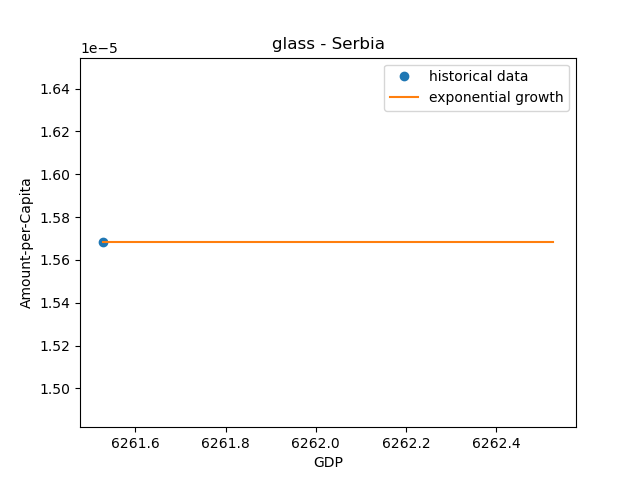 glass - Serbia
1e−5
historical data
exponential growth
1.64
1.62
1.60
1.58
1.56
1.54
1.52
1.50
Amount-per-Capita
6261.6 6261.8 6262.0 6262.2 6262.4
GDP